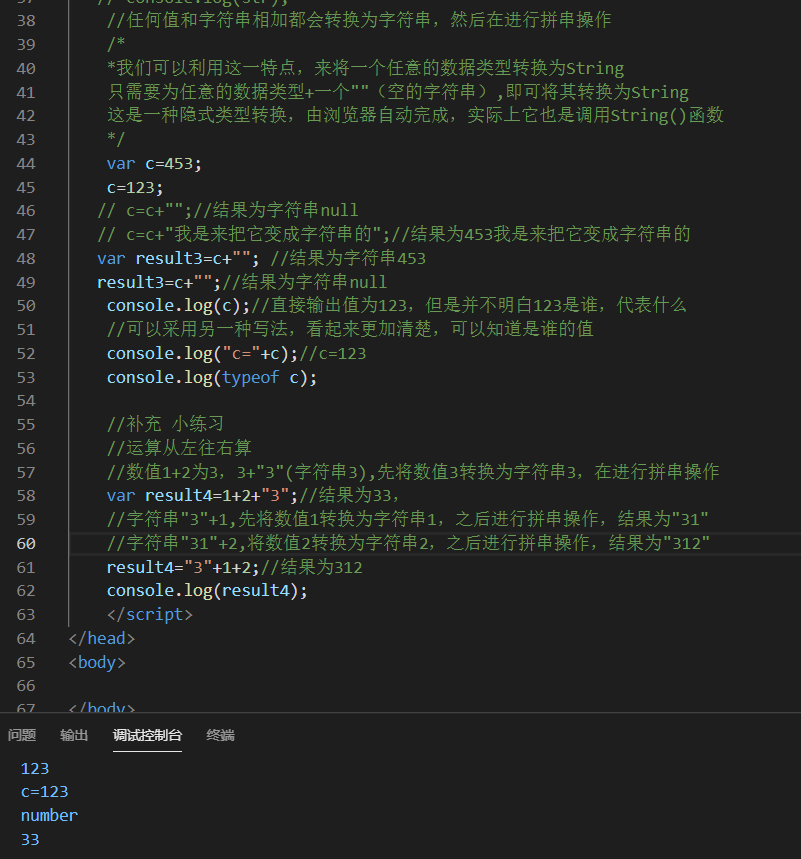 37 // console.log(str);
38 //任何值和字符串相加都会转换为字符串，然后在进行拼串操作
39 /*
40 *我们可以利用这一特点，来将一个任意的数据类型转换为String
41 只需要为任意的数据类型+一个""（空的字符串）,即可将其转换为String
42 这是一种隐式类型转换，由浏览器自动完成，实际上它也是调用String()函数
43 */
44 var c=453;
45 c=123;
46 // c=c+"";//结果为字符串null
47 // c=c+"我是来把它变成字符串的";//结果为453我是来把它变成字符串的
48 var result3=c+""; //结果为字符串453
49 result3=c+"";//结果为字符串null
50 console.log(c);//直接输出值为123，但是并不明白123是谁，代表什么
51 //可以采用另一种写法，看起来更加清楚，可以知道是谁的值
52 console.log("c="+c);//c=123
53 console.log(typeof c);
54
55 //补充 小练习
56 //运算从左往右算
57 //数值1+2为3，3+"3"(字符串3),先将数值3转换为字符串3，在进行拼串操作
58 var result4=1+2+"3";//结果为33，
59 //字符串"3"+1,先将数值1转换为字符串1，之后进行拼串操作，结果为"31"
60 //字符串"31"+2,将数值2转换为字符串2，之后进行拼串操作，结果为"312"
61 result4="3"+1+2;//结果为312
62 console.log(result4);
63 </script>
64 </head>
65 <body>
66
67 </body>
问题 输出 调试控制台 终端
123
c=123
number
33